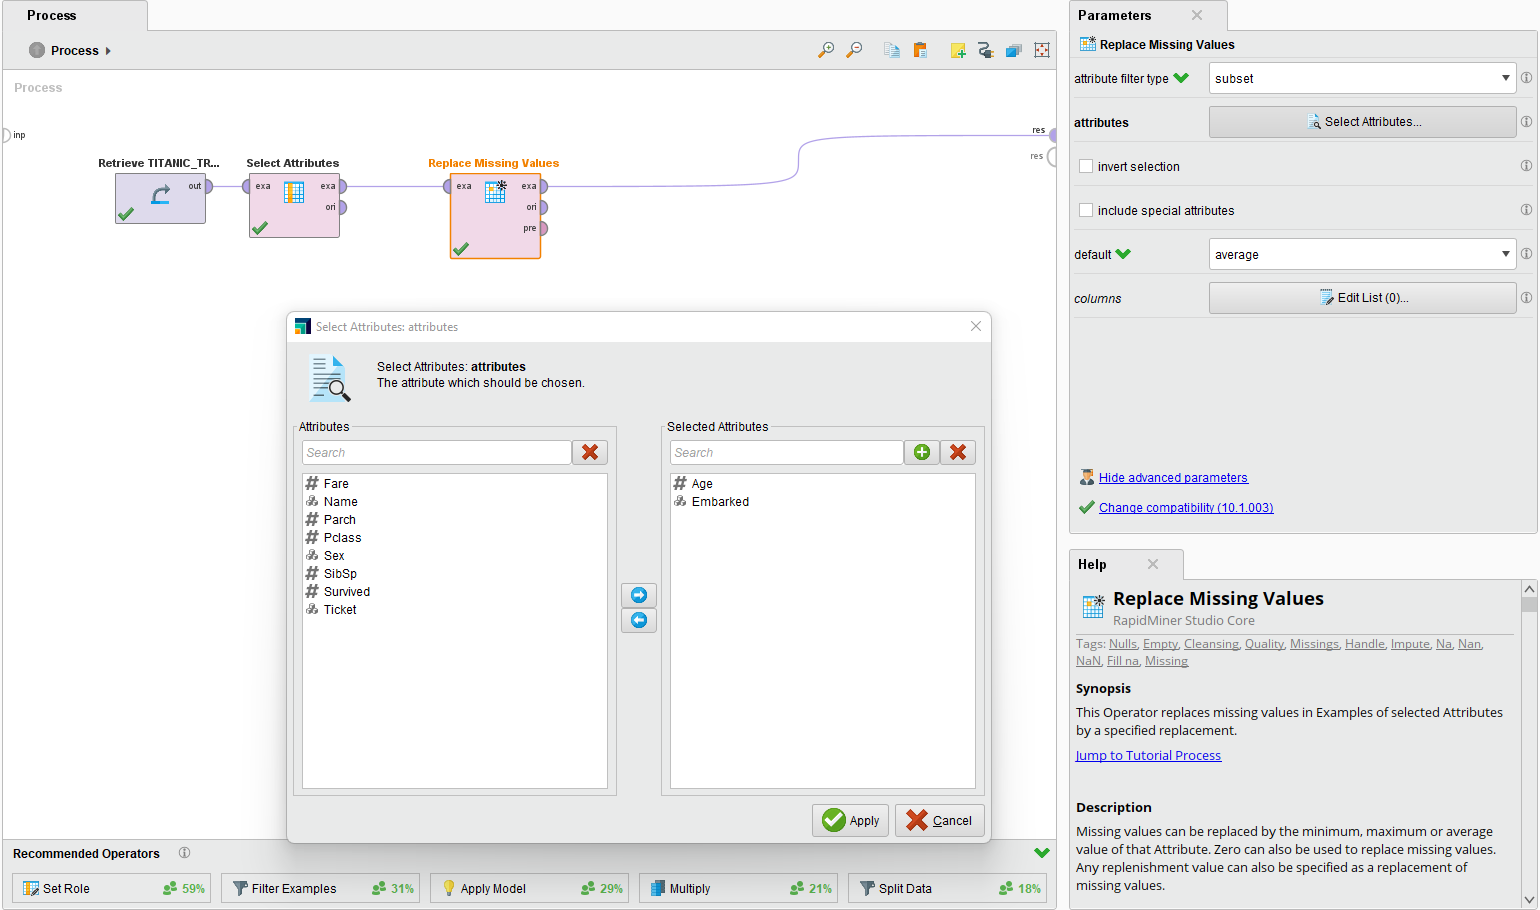 Process
Process
Process
inp
res
res
Retrieve TITANIC_TR...
out
Select Attributes
exa
exa
ori
Replace Missing Values
exa
exa
ori
pre
Select Attributes: attributes
Select Attributes: attributes
The attribute which should be chosen.
Attributes
Search
Fare
Name
Parch
Pclass
Sex
SibSp
Survived
Ticket
Selected Attributes
Search
Age
Embarked
Apply
Cancel
Recommended Operators
Set Role
59%
Filter Examples
31%
Apply Model
29%
Multiply
21%
Split Data
18%
Parameters
Replace Missing Values
attribute filter type
subset
attributes
Select Attributes...
invert selection
include special attributes
default
average
columns
Edit List (0)...
Hide advanced parameters
Change compatibility (10.1.003)
Help
Replace Missing Values
RapidMiner Studio Core
Tags: Nulls, Empty, Cleansing, Quality, Missings, Handle, Impute, Na, Nan,
NaN, Fill na, Missing
Synopsis
This Operator replaces missing values in Examples of selected Attributes
by a specified replacement.
Jump to Tutorial Process
Description
Missing values can be replaced by the minimum, maximum or average
value of that Attribute. Zero can also be used to replace missing values.
Any replenishment value can also be specified as a replacement of
missing values.